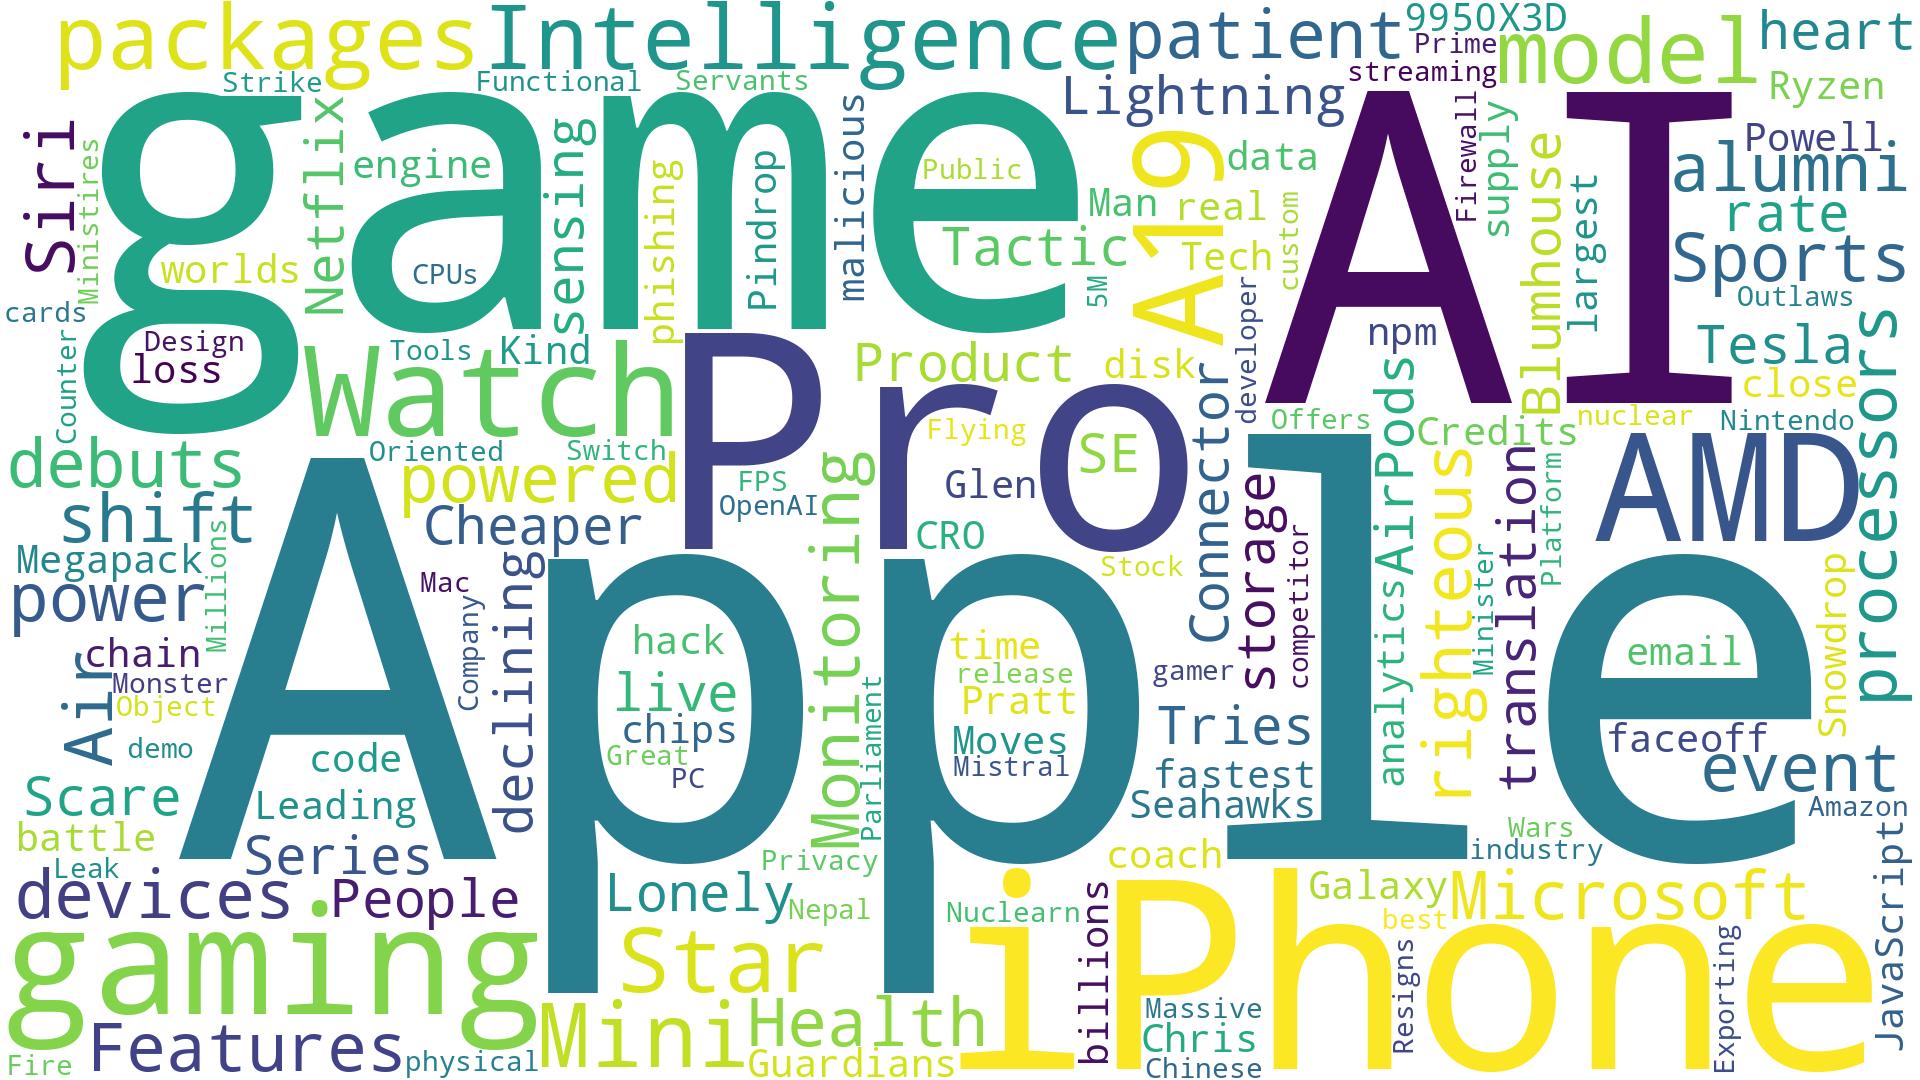 packages
Intelligence
patient
9950X3D
Prime
streaming
model
heart
Strike
Functional
Servants
Lightning
Ryzen
game
AI
Siri
Ministires
Netflix
engine
sensing
phishing
Pindrop
malicious
Public
Man
A19
data
real
custom
Firewall
supply
Blumhouse
largest
Powell
alumni
rate
Sports
Outlaws
Tesla
processors
worlds
CPUs
Tactic
Tech
5M
developer
npm
cards
Counter
Design
loss
Tools
Kind
Watch
Pro
Product
disk
close
nuclear
Nintendo
Offers
Credits
AirPods
Connector
debuts
Oriented
Switch
powered
FPS
OpenAI
Flying
Glen
SE
CRO
AMD
shift
Cheaper
Monitoring
storage
competitor
righteous
translation
Platform
Minister
Megapack
Millions
power
Apple
Mac
Company
declining
Stock
analytics
Snowdrop
chain
Monster
Object
Air
demo
hack
live
chips
Great
PC
time
release
Pratt
Moves
Mistral
gamer
Tries
email
faceoff
event
code
Leading
Parliament
fastest
Seahawks
Amazon
Scare
battle
Leak
Series
Privacy
coach
Wars
industry
JavaScript
devices
People
Lonely
Nepal
Nuclearn
billions
Galaxy
best
Microsoft
gaming
Star
iPhone
Resigns
Exporting
Features
physical
Mini
Health
Guardians
Massive
Chris
Chinese
Fire